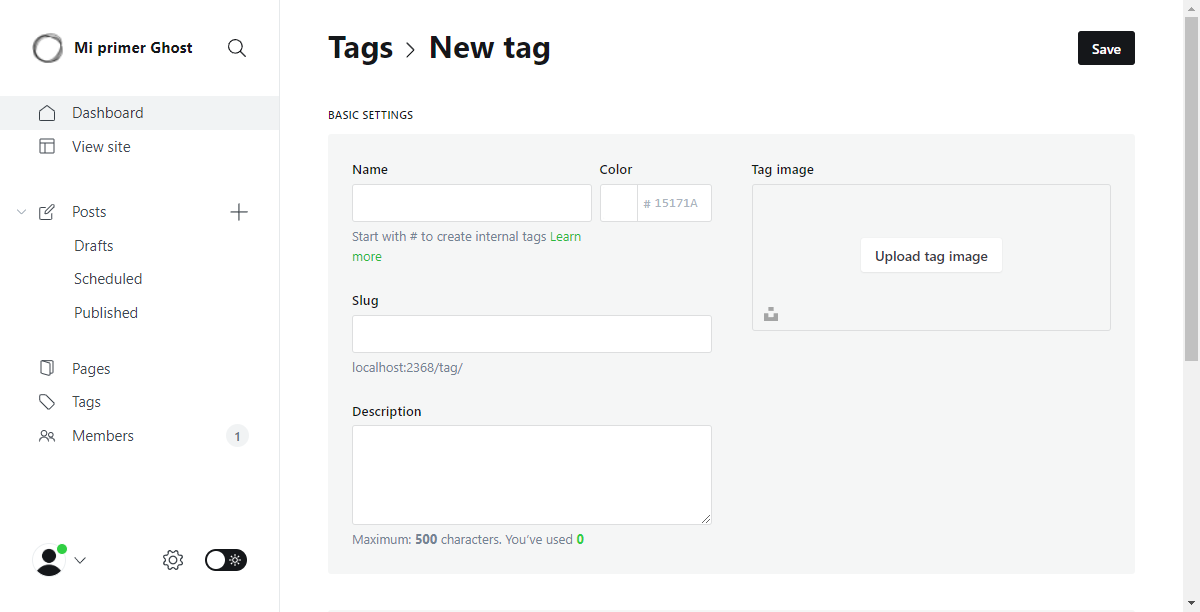 Mi primer Ghost
Dashboard
View site
Posts
Drafts
Scheduled
Published
Pages
Tags
Members 1
Tags > New tag
Save
BASIC SETTINGS
Name
Color
# 15171A
Start with # to create internal tags Learn
more
Slug
localhost:2368/tag/
Description
Maximum: 500 characters. You’ve used 0
Tag image
Upload tag image